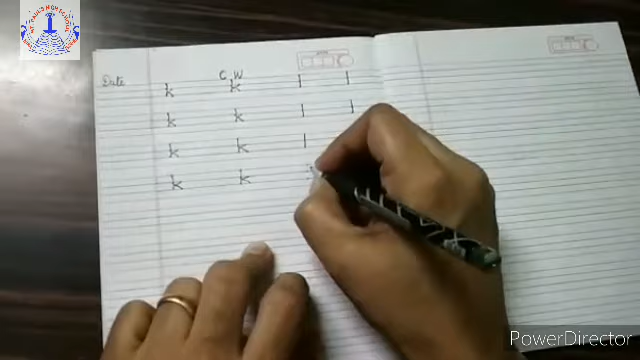 Date
C.W
k k l l
k k l l
k k l
k k
PowerDirector